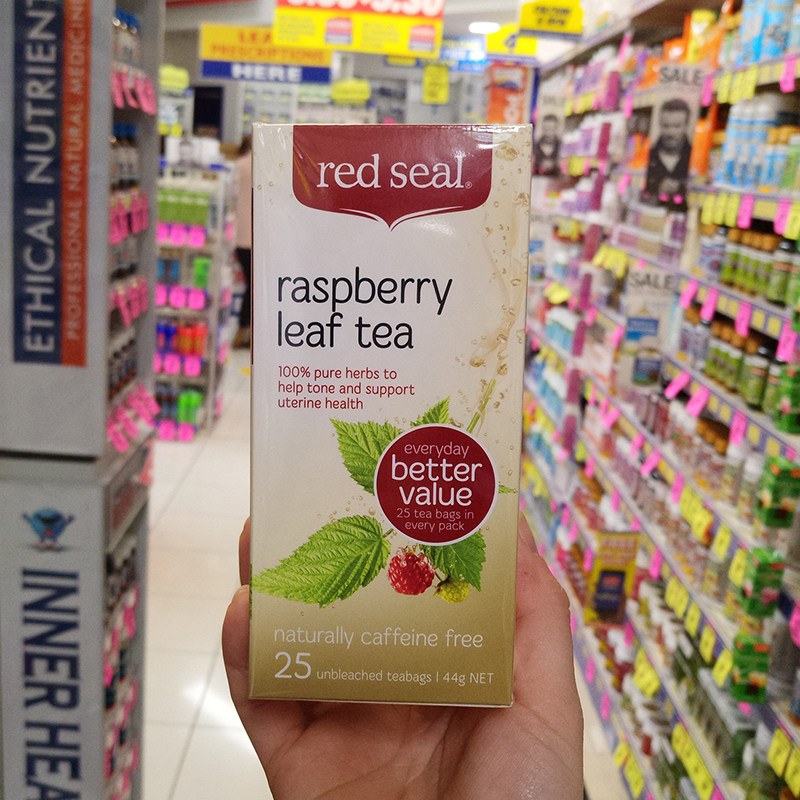 PRESCRIPTIONS
HERE
ETHICAL NUTRIENT
PROFESSIONAL NATURAL MEDICINE
SALE
SALE
red seal®
raspberry
leaf tea
100% pure herbs to
help tone and support
uterine health
everyday
better
value
25 tea bags in
every pack
naturally caffeine free
25 unbleached teabags | 44g NET
INNER HEA